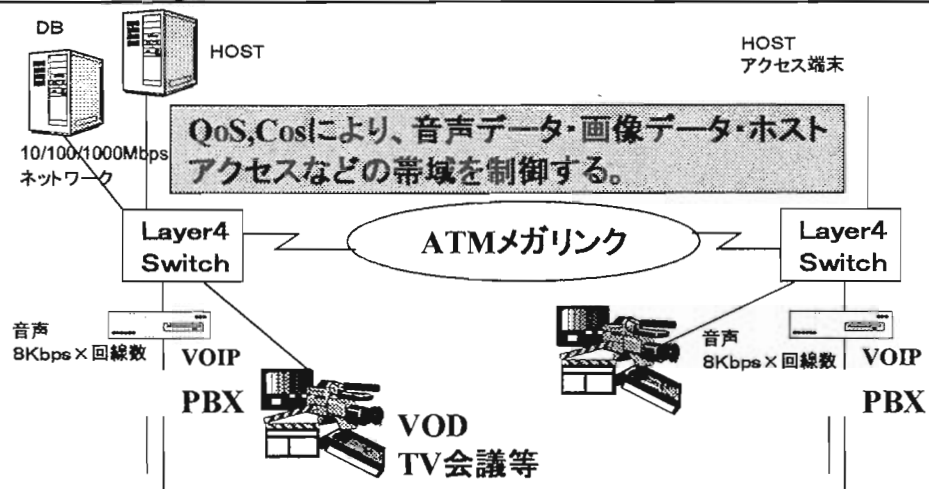 DB
HOST
HOST
アクセス端末
QoS,Cosにより、音声データ・画像データ・ホスト
アクセスなどの帯域を制御する。
10/100/1000Mbps
ネットワーク
Layer4
Switch
ATMメガリンク
Layer4
Switch
音声
8Kbps×回線数
VOIP
PBX
VOD
TV会議等
音声
8Kbps×回線数
VOIP
PBX